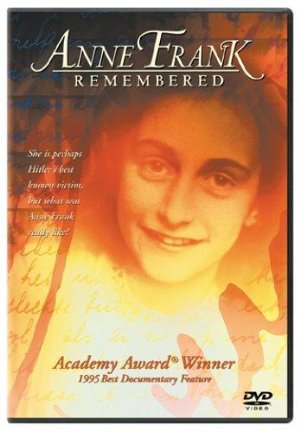 ANNE FRANK
REMEMBERED
She is perhaps
Hitler's best
known victim,
but what was
Anne Frank
really like?
Academy Award® Winner
1995 Best Documentary Feature
DVD
VIDEO